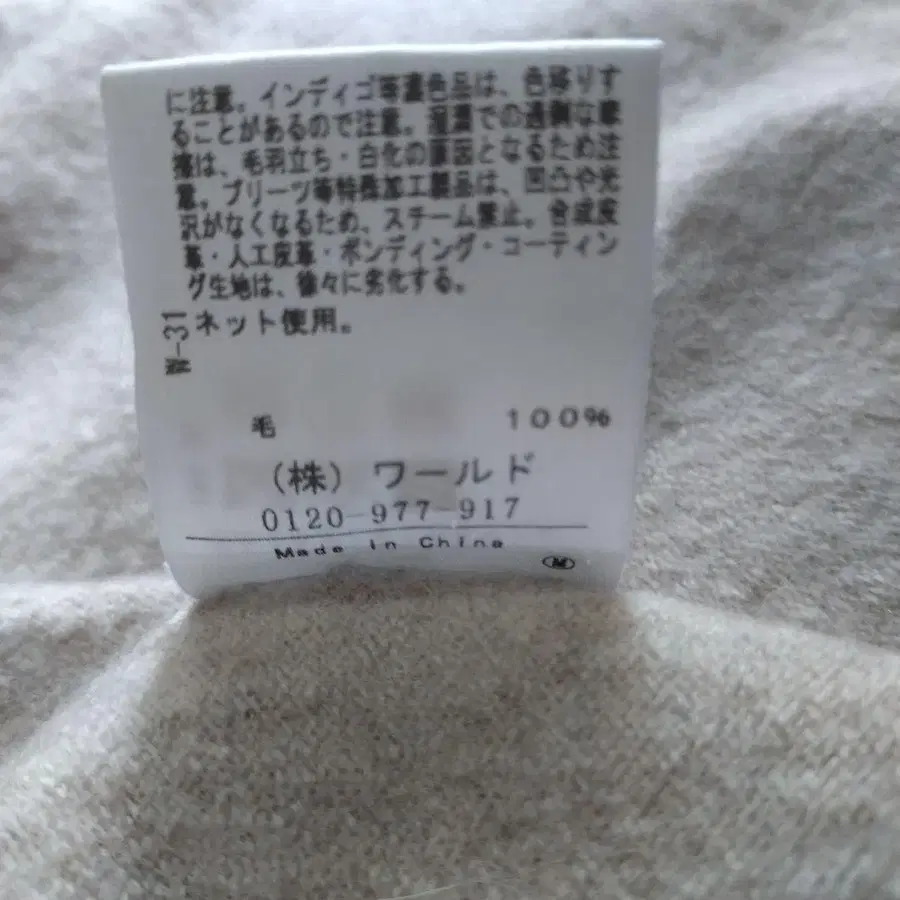 に注意。インディゴ等濃色品は、色移りす
ることがあるので注意。湿潤での過剰な摩
擦は、毛羽立ち・白化の原因となるため注
意。プリーツ等特殊加工製品は、凹凸や光
沢がなくなるため、スチーム禁止。合成皮
革・人工皮革・ボンディング・コーティン
グ生地は、徐々に劣化する。
ネット使用。
W-31
毛 100%
(株) ワールド
0120-977-917
Made in China
M